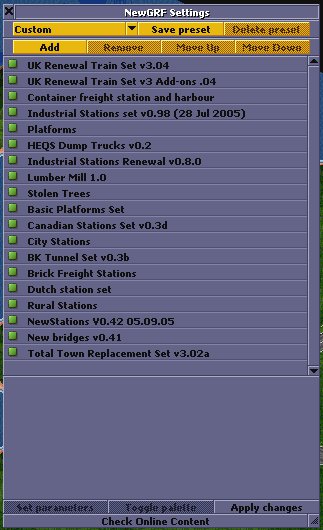 NewGRF Settings
Custom Save preset Delete preset
Add Remove Move Up Move Down
UK Renewal Train Set v3.04
UK Renewal Train Set v3 Add-ons .04
Container freight station and harbour
Industrial Stations set v0.98 (28 Jul 2005)
Platforms
HEQS Dump Trucks v0.2
Industrial Stations Renewal v0.8.0
Lumber Mill 1.0
Stolen Trees
Basic Platforms Set
Canadian Stations Set v0.3d
City Stations
BK Tunnel Set v0.3b
Brick Freight Stations
Dutch station set
Rural Stations
NewStations V0.42 05.09.05
New bridges v0.41
Total Town Replacement Set v3.02a
Set parameters Toggle palette Apply changes
Check Online Content